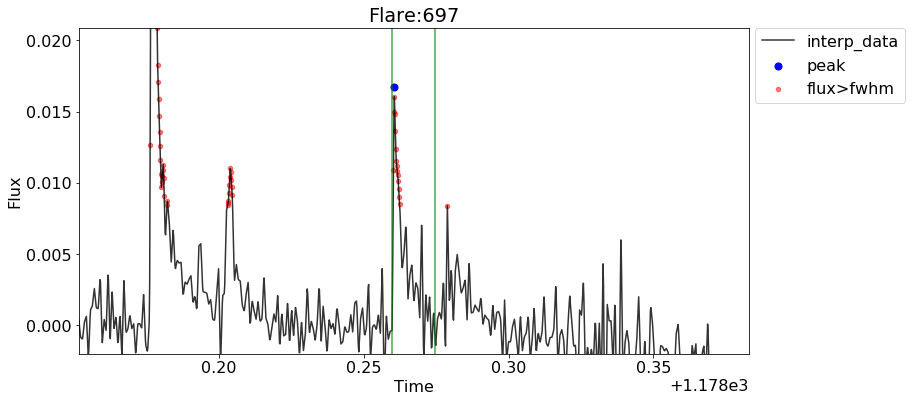 Flare:697
interp_data
peak
flux>fwhm
Flux
0.020
0.015
0.010
0.005
0.000
0.20
0.25
0.30
0.35
Time
+1.178e3